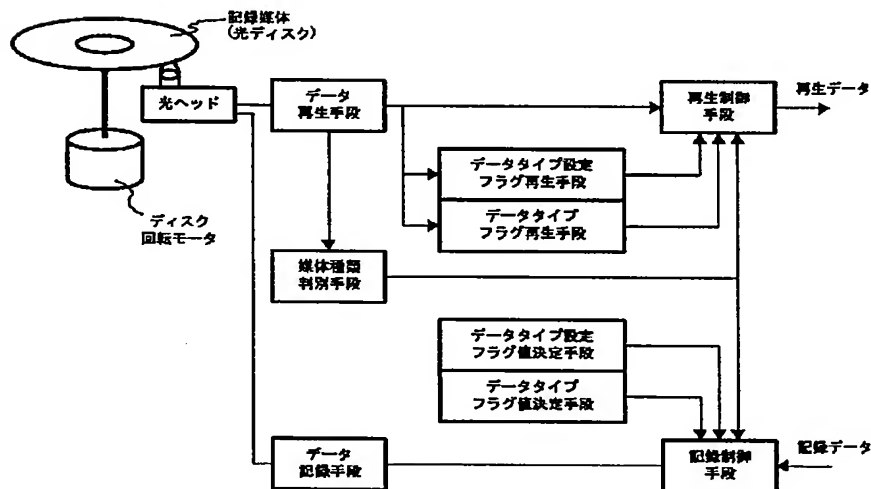 記録媒体
(光ディスク)
光ヘッド
データ
再生手段
再生制御
手段
再生データ
データタイプ設定
フラグ再生手段
データタイプ
フラグ再生手段
ディスク
回転モータ
媒体種類
判別手段
データタイプ設定
フラグ値決定手段
データタイプ
フラグ値決定手段
データ
記録手段
記録制御
手段
記録データ